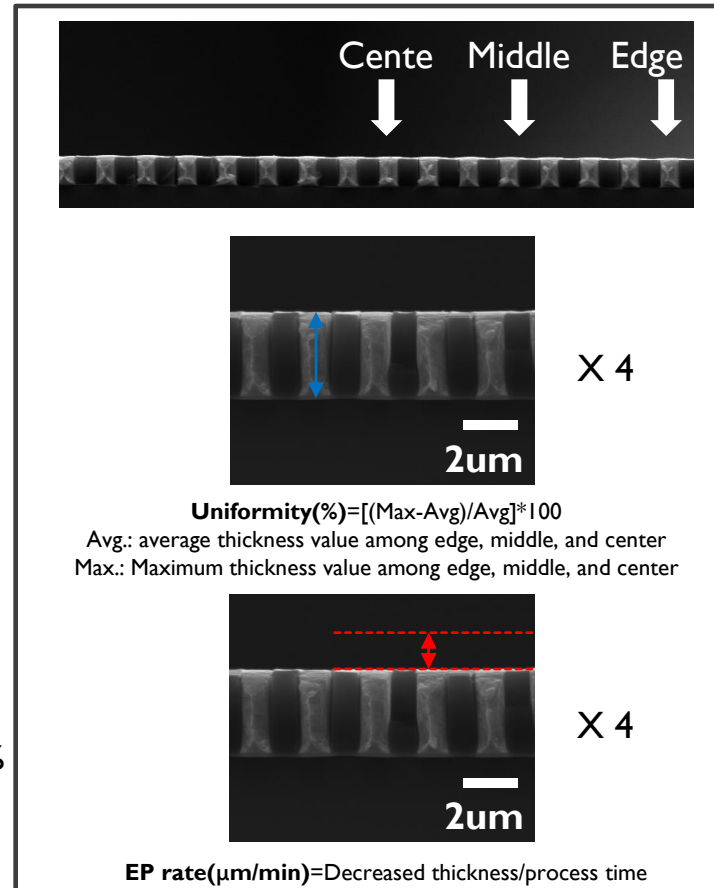 Cente Middle Edge
X 4
2um
Uniformity(%)=[(Max-Avg)/Avg]*100
Avg.: average thickness value among edge, middle, and center
Max.: Maximum thickness value among edge, middle, and center
X 4
2um
EP rate(μm/min)=Decreased thickness/process time